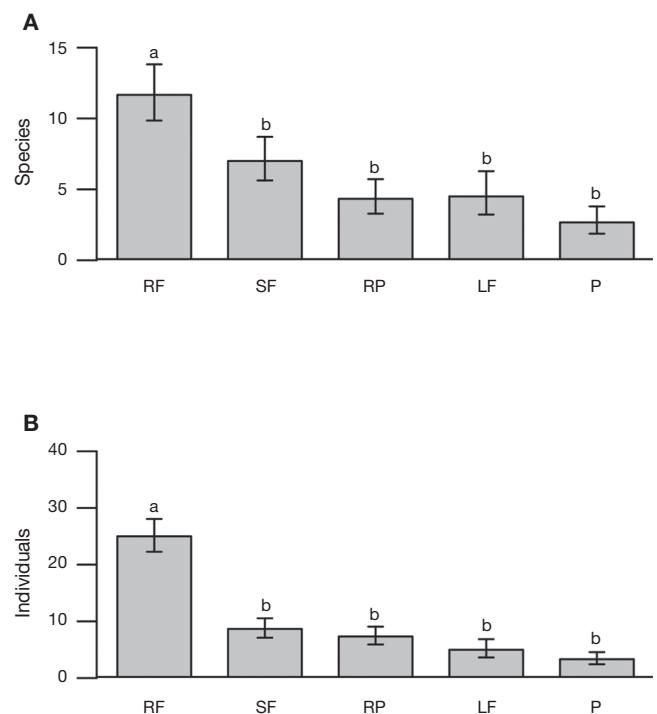 A
15
a
10
b
b
b
b
5
0
Species
RF SF RP LF P
B
40
30
a
20
10
b
b
b
b
0
Individuals
RF SF RP LF P